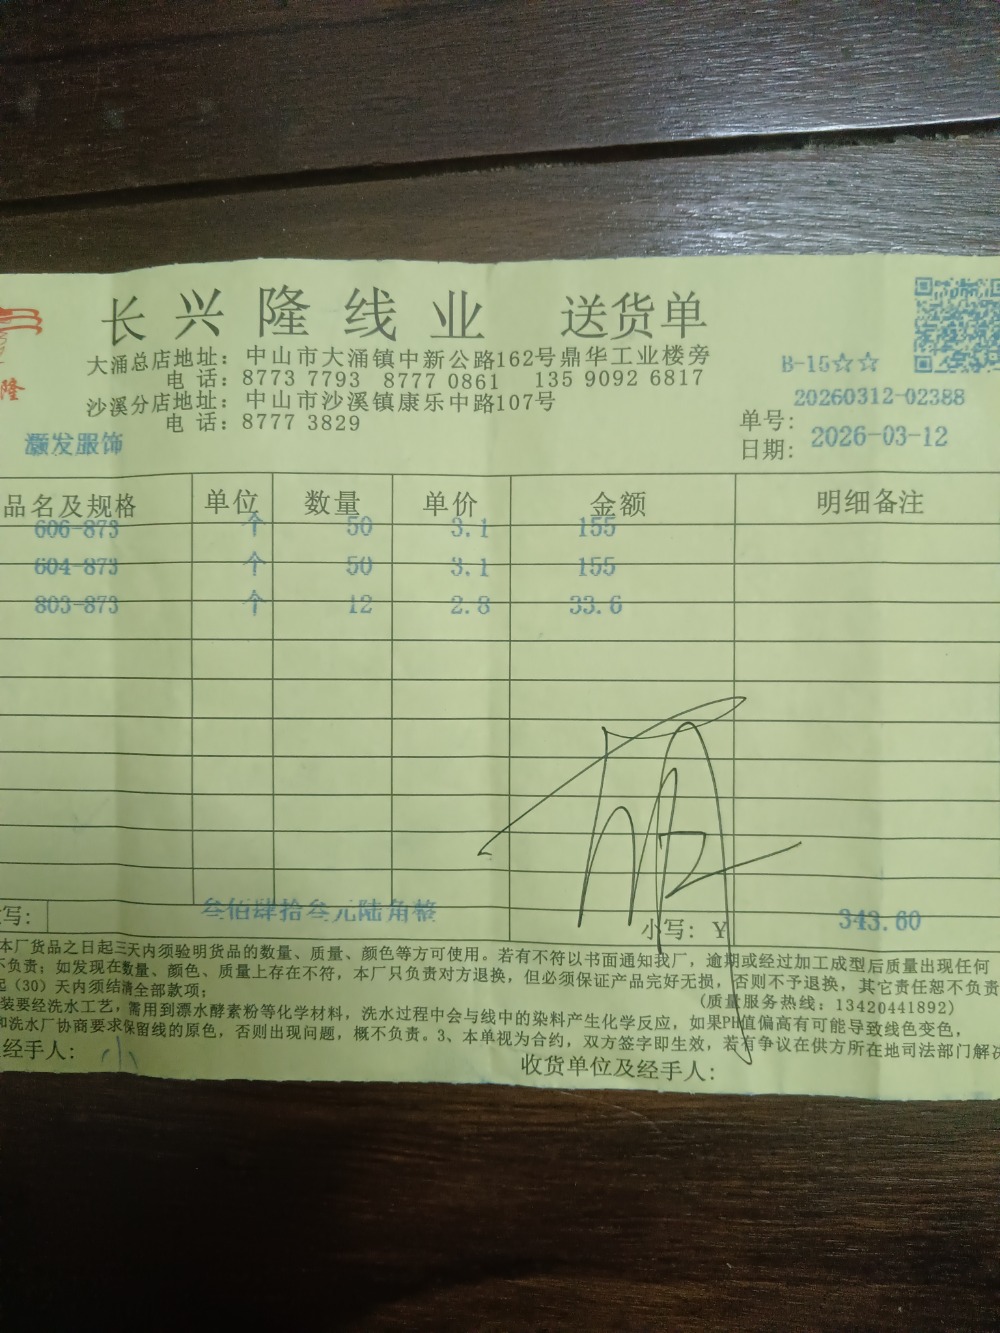 长兴隆线业 送货单
大涌总店地址：中山市大涌镇中新公路162号鼎华工业楼旁
电 话：8773 7793 8777 0861 135 9092 6817
沙溪分店地址：中山市沙溪镇康乐中路107号
电 话：8777 3829
隆
B-15☆☆
单号：20260312-02388
日期：2026-03-12
灏发服饰
品名及规格 单位 数量 单价 金额 明细备注
606-873 个 50 3.1 155
604-873 个 50 3.1 155
803-873 个 12 2.8 33.6
写： 叁佰肆拾叁元陆角整 小写：Y 343.60
本厂货品之日起三天内须验明货品的数量、质量、颜色等方可使用。若有不符以书面通知我厂，逾期或经过加工成型后质量出现任何
不负责；如发现在数量、颜色、质量上存在不符，本厂只负责对方退换，但必须保证产品完好无损，否则不予退换，其它责任恕不负责
起（30）天内须结清全部款项； （质量服务热线：13420441892）
装要经洗水工艺，需用到漂水酵素粉等化学材料，洗水过程中会与线中的染料产生化学反应，如果PH值偏高有可能导致线色变色，
和洗水厂协商要求保留线的原色，否则出现问题，概不负责。3、本单视为合约，双方签字即生效，若有争议在供方所在地司法部门解决
经手人： 小
收货单位及经手人：